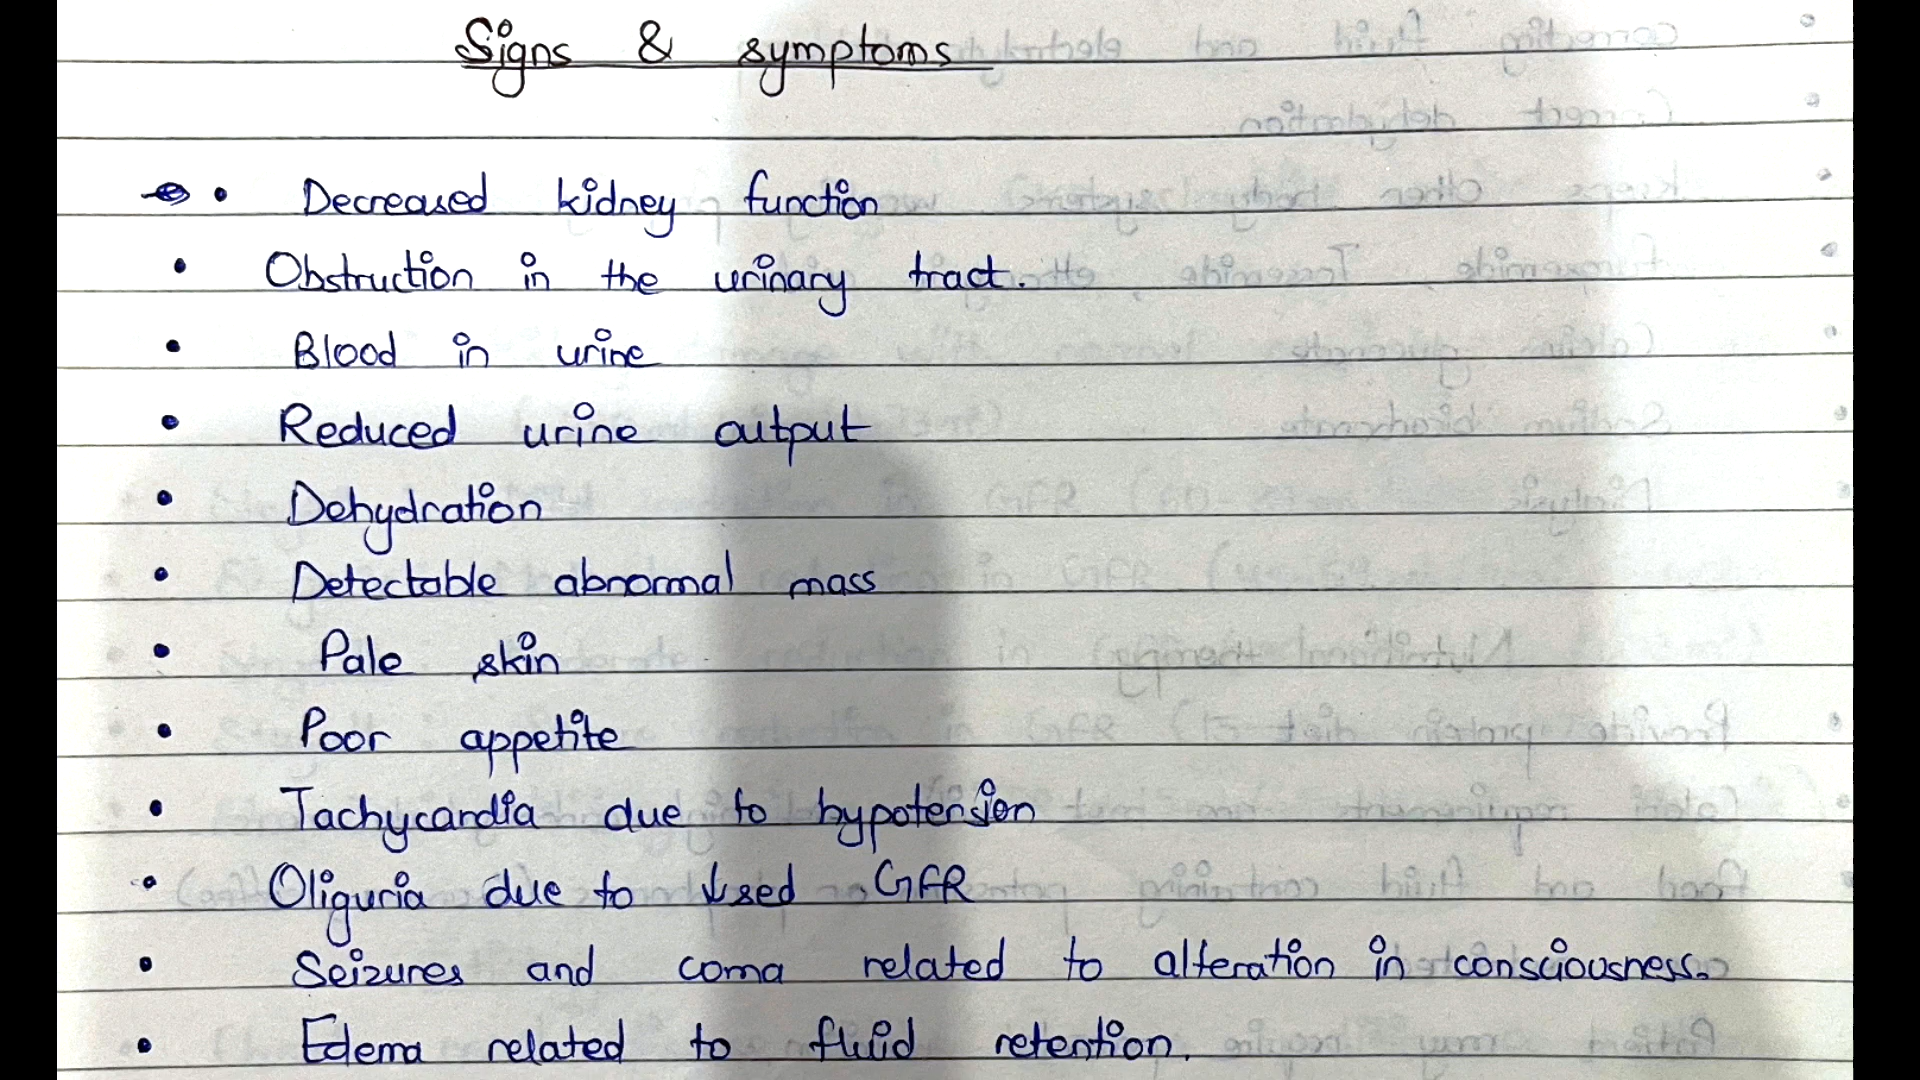 Signs & symptoms
• Decreased kidney function
• Obstruction in the urinary tract.
• Blood in urine
• Reduced urine output
• Dehydration
• Detectable abnormal mass
• Pale skin
• Poor appetite
• Tachycardia due to hypotension
• Oliguria due to ↓sed GFR
• Seizures and coma related to alteration in consciousness.
• Edema related to fluid retention.